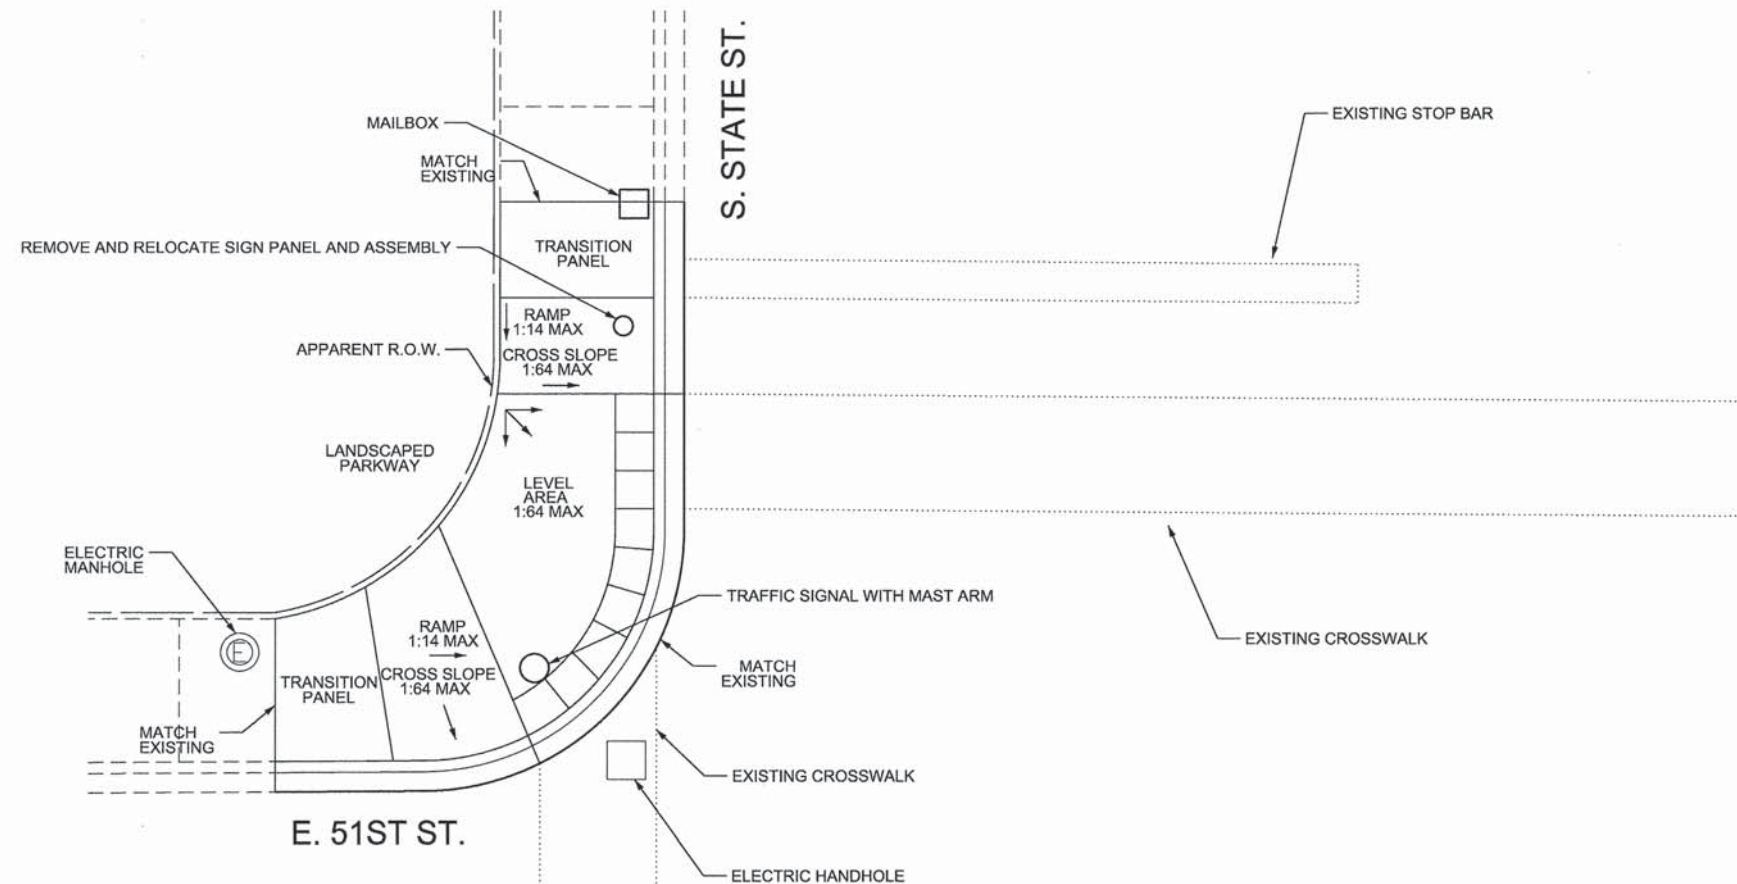 S. STATE ST.
EXISTING STOP BAR
MAILBOX
MATCH
EXISTING
REMOVE AND RELOCATE SIGN PANEL AND ASSEMBLY
TRANSITION
PANEL
RAMP
1:14 MAX
APPARENT R.O.W.
CROSS SLOPE
1:64 MAX
LANDSCAPED
PARKWAY
LEVEL
AREA
1:64 MAX
ELECTRIC
MANHOLE
E
TRAFFIC SIGNAL WITH MAST ARM
RAMP
1:14 MAX
EXISTING CROSSWALK
CROSS SLOPE
1:64 MAX
TRANSITION
PANEL
MATCH
EXISTING
MATCH
EXISTING
EXISTING CROSSWALK
E. 51ST ST.
ELECTRIC HANDHOLE